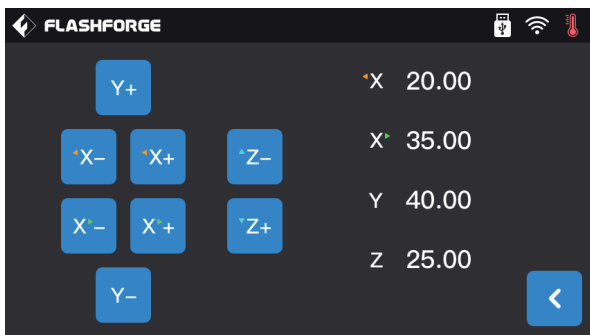 FLASHFORGE
Y+
X− X+ Z−
X− X+ Z+
Y−
X 20.00
X 35.00
Y 40.00
Z 25.00